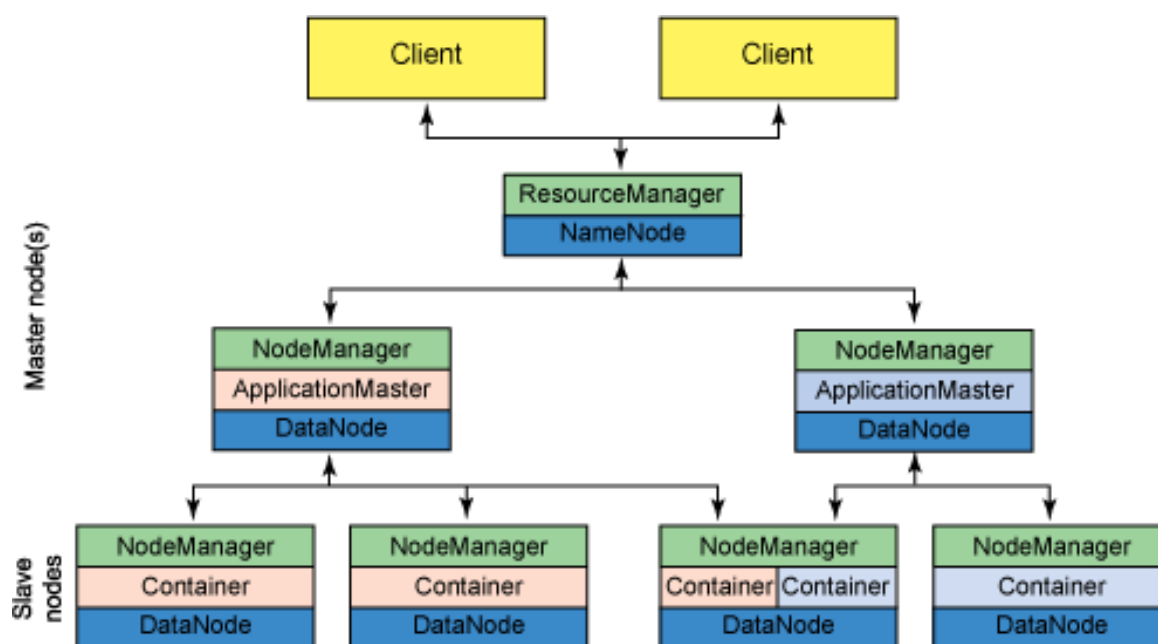 Client
Client
Master node(s)
ResourceManager
NameNode
NodeManager
ApplicationMaster
DataNode
NodeManager
ApplicationMaster
DataNode
Slave
nodes
NodeManager
Container
DataNode
NodeManager
Container
DataNode
NodeManager
Container
Container
DataNode
NodeManager
Container
DataNode